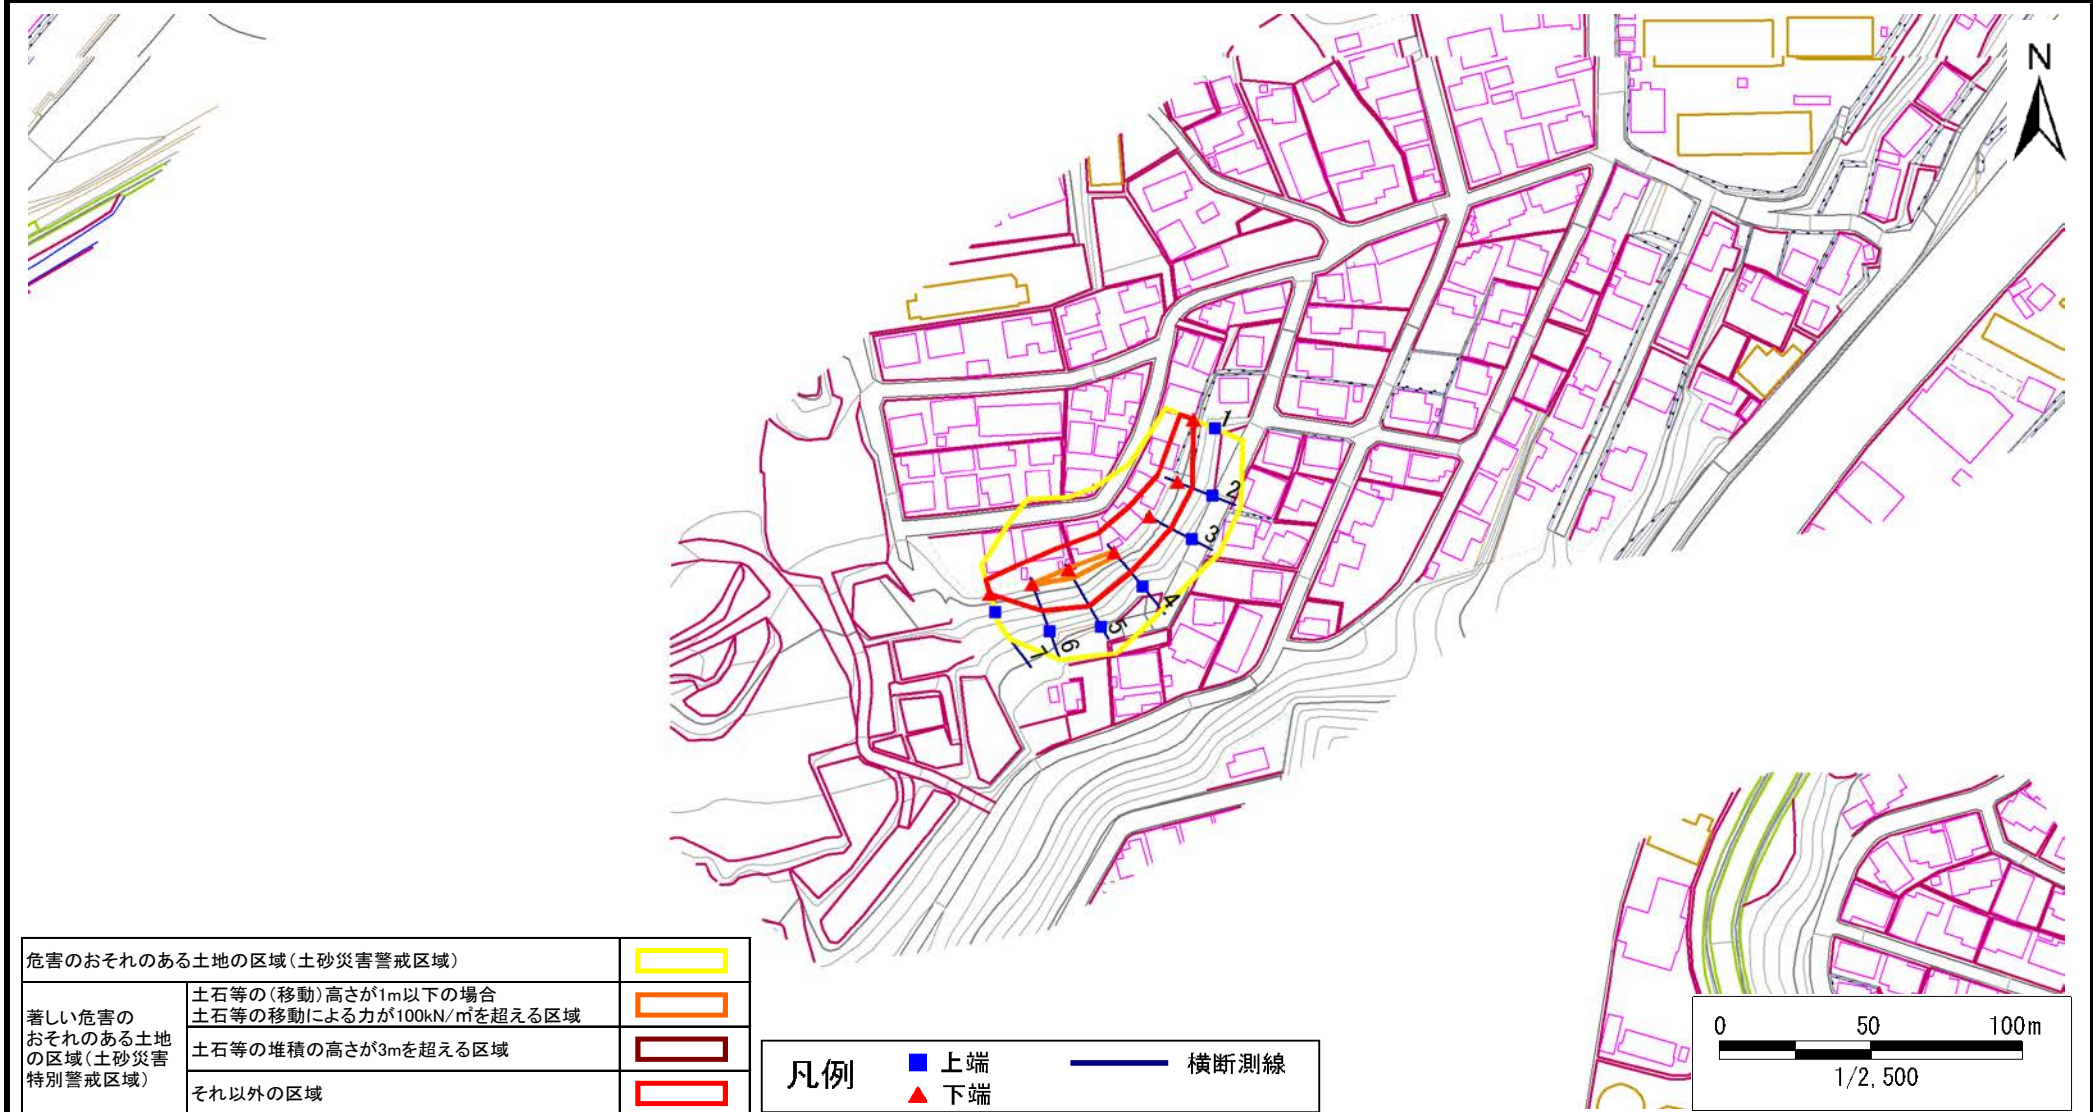 N
1
2
3
4
5
6
7
危害のおそれのある土地の区域(土砂災害警戒区域)
著しい危害の
おそれのある土地
の区域(土砂災害
特別警戒区域)
土石等の(移動)高さが1m以下の場合
土石等の移動による力が100kN/㎡を超える区域
土石等の堆積の高さが3mを超える区域
それ以外の区域
凡例
上端
下端
横断測線
0 50 100m
1/2,500